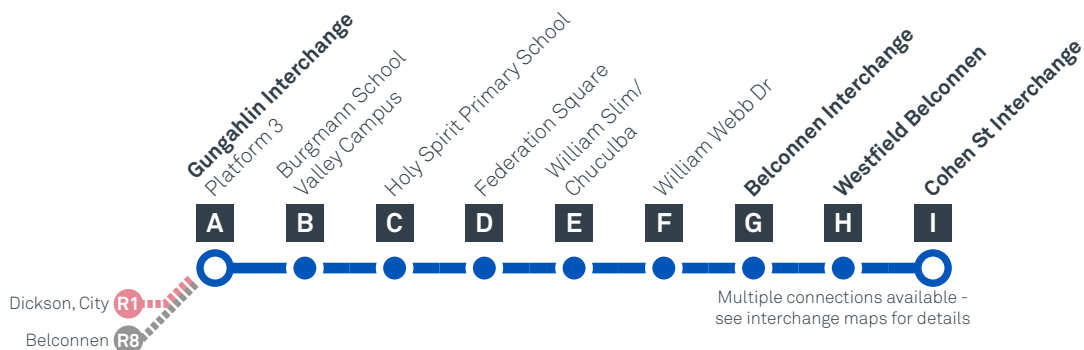 Gungahlin Interchange
Platform 3
Burgmann School
Valley Campus
Holy Spirit Primary School
Federation Square
William Slim/
Chuculba
William Webb Dr
Belconnen Interchange
Westfield Belconnen
Cohen St Interchange
A
B
C
D
E
F
G
H
I
Dickson, City R1
Belconnen R8
Multiple connections available -
see interchange maps for details